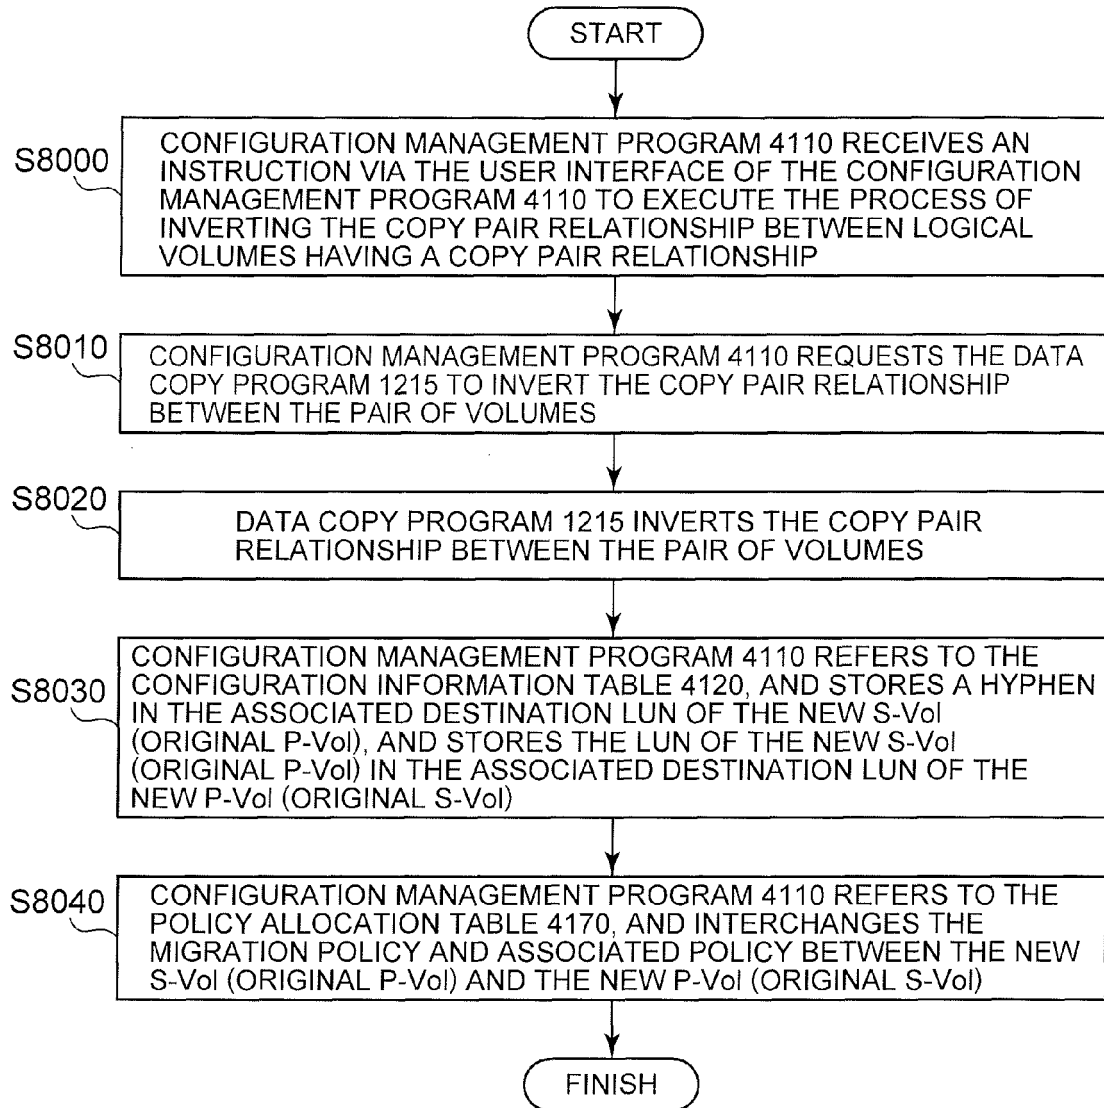 START
S8000
CONFIGURATION MANAGEMENT PROGRAM 4110 RECEIVES AN
INSTRUCTION VIA THE USER INTERFACE OF THE CONFIGURATION
MANAGEMENT PROGRAM 4110 TO EXECUTE THE PROCESS OF
INVERTING THE COPY PAIR RELATIONSHIP BETWEEN LOGICAL
VOLUMES HAVING A COPY PAIR RELATIONSHIP
S8010
CONFIGURATION MANAGEMENT PROGRAM 4110 REQUESTS THE DATA
COPY PROGRAM 1215 TO INVERT THE COPY PAIR RELATIONSHIP
BETWEEN THE PAIR OF VOLUMES
S8020
DATA COPY PROGRAM 1215 INVERTS THE COPY PAIR
RELATIONSHIP BETWEEN THE PAIR OF VOLUMES
S8030
CONFIGURATION MANAGEMENT PROGRAM 4110 REFERS TO THE
CONFIGURATION INFORMATION TABLE 4120, AND STORES A HYPHEN
IN THE ASSOCIATED DESTINATION LUN OF THE NEW S-Vol
(ORIGINAL P-Vol), AND STORES THE LUN OF THE NEW S-Vol
(ORIGINAL P-Vol) IN THE ASSOCIATED DESTINATION LUN OF THE
NEW P-Vol (ORIGINAL S-Vol)
S8040
CONFIGURATION MANAGEMENT PROGRAM 4110 REFERS TO THE
POLICY ALLOCATION TABLE 4170, AND INTERCHANGES THE
MIGRATION POLICY AND ASSOCIATED POLICY BETWEEN THE NEW
S-Vol (ORIGINAL P-Vol) AND THE NEW P-Vol (ORIGINAL S-Vol)
FINISH